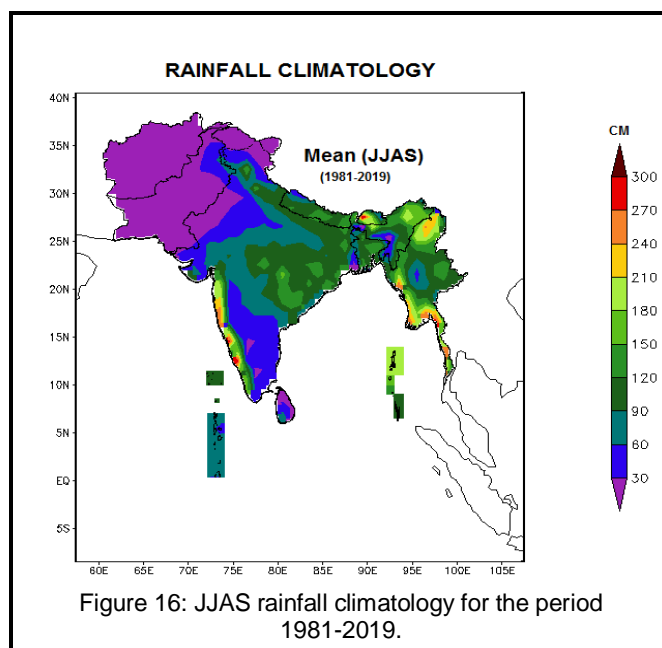 RAINFALL CLIMATOLOGY
Mean (JJAS)
(1981-2019)
40N
35N
30N
25N
20N
15N
10N
5N
EQ
5S
60E
65E
70E
75E
80E
85E
90E
95E
100E
105E
CM
300
270
240
210
180
150
120
90
60
30
Figure 16: JJAS rainfall climatology for the period
1981-2019.